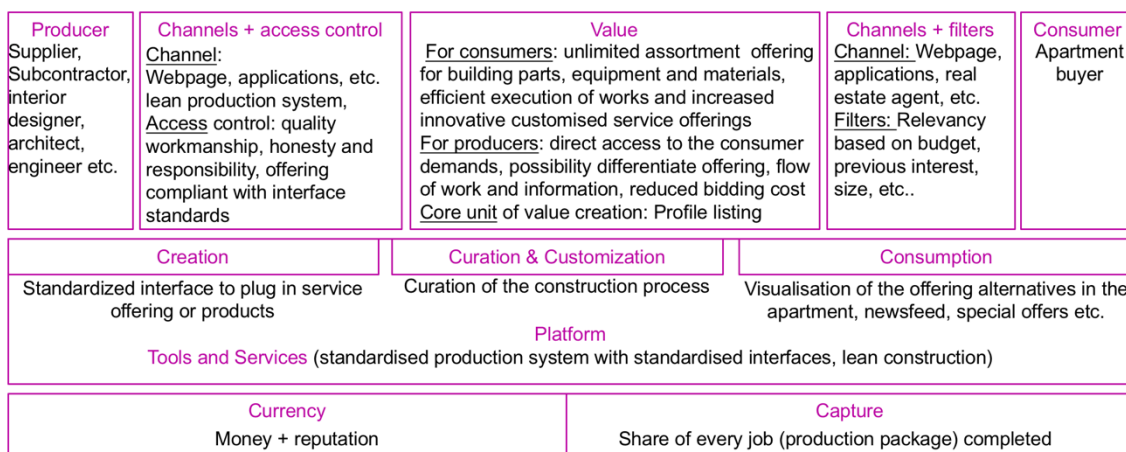 Producer
Supplier,
Subcontractor,
interior
designer,
architect,
engineer etc.
Channels + access control
Channel:
Webpage, applications, etc.
lean production system,
Access control: quality
workmanship, honesty and
responsibility, offering
compliant with interface
standards
Value
For consumers: unlimited assortment offering
for building parts, equipment and materials,
efficient execution of works and increased
innovative customised service offerings
For producers: direct access to the consumer
demands, possibility differentiate offering, flow
of work and information, reduced bidding cost
Core unit of value creation: Profile listing
Channels + filters
Channel: Webpage,
applications, real
estate agent, etc.
Filters: Relevancy
based on budget,
previous interest,
size, etc..
Consumer
Apartment
buyer
Creation
Standardized interface to plug in service
offering or products
Curation & Customization
Curation of the construction process
Consumption
Visualisation of the offering alternatives in the
apartment, newsfeed, special offers etc.
Platform
Tools and Services (standardised production system with standardised interfaces, lean construction)
Currency
Money + reputation
Capture
Share of every job (production package) completed